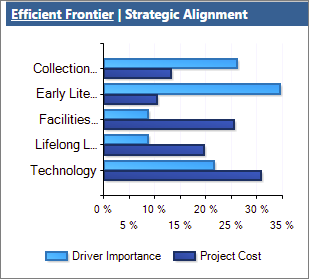 Efficient Frontier | Strategic Alignment
Collection...
Early Lite...
Facilities...
Lifelong L...
Technology
0 % 10 % 20 % 30 %
5 % 15 % 25 % 35 %
Driver Importance Project Cost